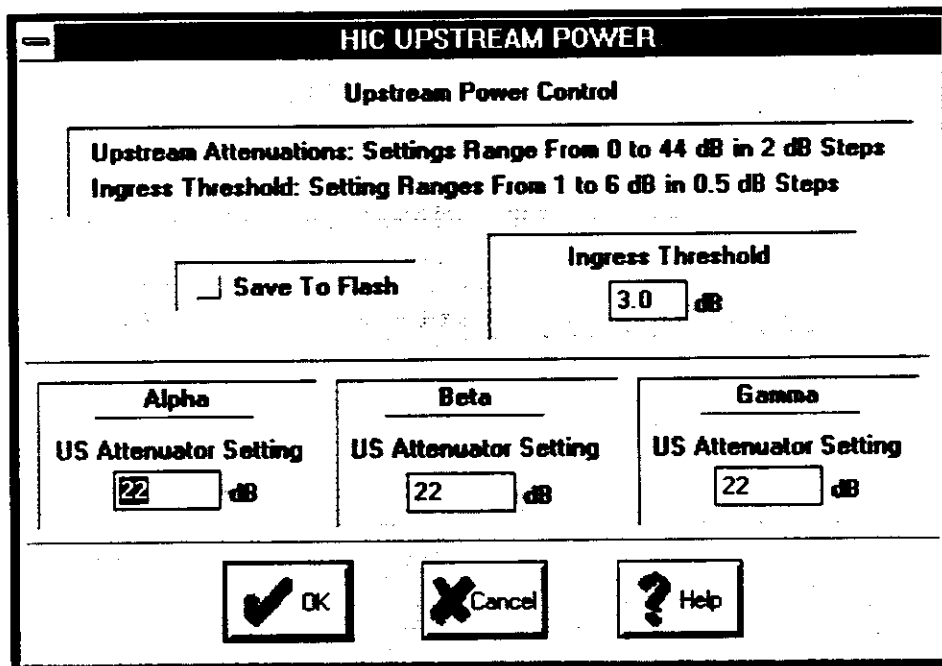 HIC UPSTREAM POWER
Upstream Power Control
Upstream Attenuations: Settings Range From 0 to 44 dB in 2 dB Steps
Ingress Threshold: Setting Ranges From 1 to 6 dB in 0.5 dB Steps
Save To Flash
Ingress Threshold
3.0 dB
Alpha
US Attenuator Setting
22 dB
Beta
US Attenuator Setting
22 dB
Gamma
US Attenuator Setting
22 dB
OK
Cancel
Help